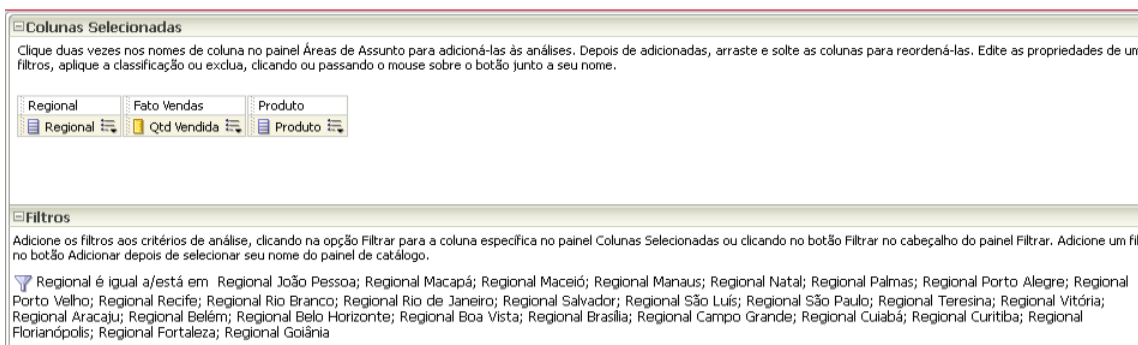 Colunas Selecionadas
Clique duas vezes nos nomes de coluna no painel Áreas de Assunto para adicioná-las às análises. Depois de adicionadas, arraste e solte as colunas para reordená-las. Edite as propriedades de
filtros, aplique a classificação ou exclua, clicando ou passando o mouse sobre o botão junto a seu nome.
Regional Fato Vendas Produto
Regional Qtd Vendida Produto
Filtros
Adicione os filtros aos critérios de análise, clicando na opção Filtrar para a coluna específica no painel Colunas Selecionadas ou clicando no botão Filtrar no cabeçalho do painel Filtrar. Adicione um
no botão Adicionar depois de selecionar seu nome do painel de catálogo.
Regional é igual a/está em Regional João Pessoa; Regional Macapá; Regional Maceió; Regional Manaus; Regional Natal; Regional Palmas; Regional Porto Alegre; Regional
Porto Velho; Regional Recife; Regional Rio Branco; Regional Rio de Janeiro; Regional Salvador; Regional São Luís; Regional São Paulo; Regional Teresina; Regional Vitória;
Regional Aracaju; Regional Belém; Regional Belo Horizonte; Regional Boa Vista; Regional Brasília; Regional Campo Grande; Regional Cuiabá; Regional Curitiba; Regional
Florianópolis; Regional Fortaleza; Regional Goiânia